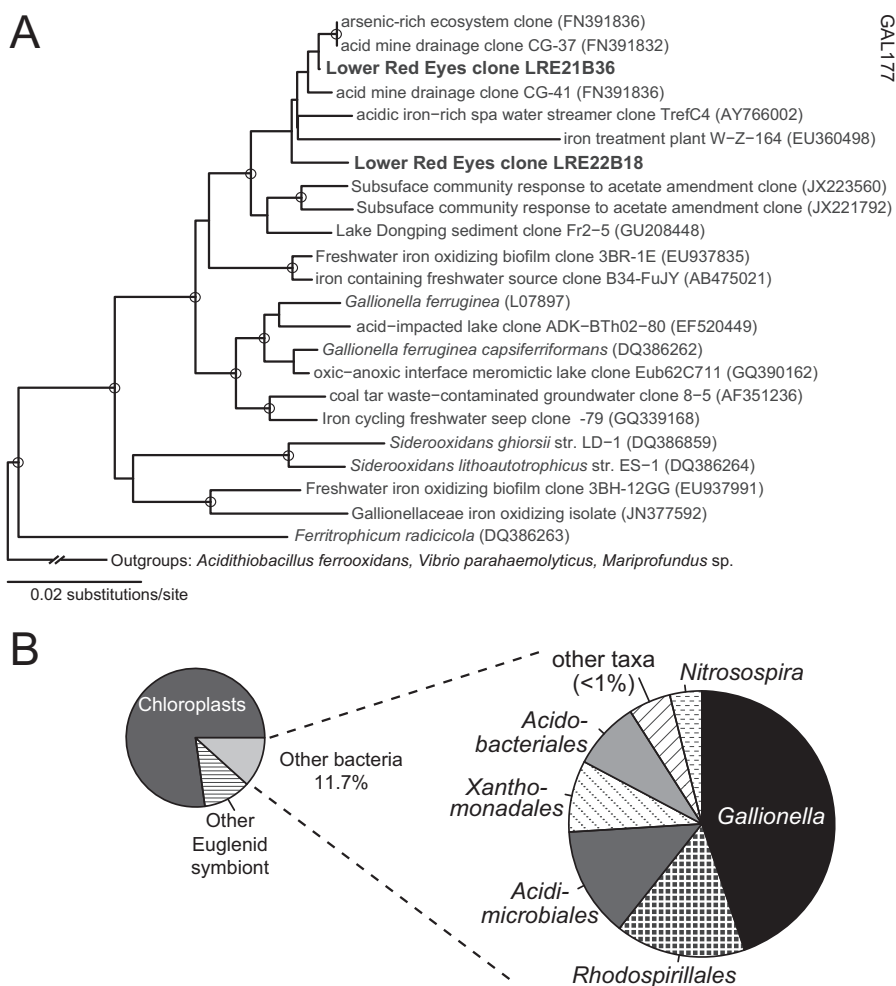 A
GAL177
arsenic-rich ecosystem clone (FN391836)
acid mine drainage clone CG-37 (FN391832)
Lower Red Eyes clone LRE21B36
acid mine drainage clone CG-41 (FN391836)
acidic iron−rich spa water streamer clone TrefC4 (AY766002)
iron treatment plant W−Z−164 (EU360498)
Lower Red Eyes clone LRE22B18
Subsuface community response to acetate amendment clone (JX223560)
Subsuface community response to acetate amendment clone (JX221792)
Lake Dongping sediment clone Fr2−5 (GU208448)
Freshwater iron oxidizing biofilm clone 3BR-1E (EU937835)
iron containing freshwater source clone B34-FuJY (AB475021)
Gallionella ferruginea (L07897)
acid−impacted lake clone ADK−BTh02−80 (EF520449)
Gallionella ferruginea capsiferriformans (DQ386262)
oxic−anoxic interface meromictic lake clone Eub62C711 (GQ390162)
coal tar waste−contaminated groundwater clone 8−5 (AF351236)
Iron cycling freshwater seep clone -79 (GQ339168)
Siderooxidans ghiorsii str. LD−1 (DQ386859)
Siderooxidans lithoautotrophicus str. ES−1 (DQ386264)
Freshwater iron oxidizing biofilm clone 3BH-12GG (EU937991)
Gallionellaceae iron oxidizing isolate (JN377592)
Ferritrophicum radicicola (DQ386263)
Outgroups: Acidithiobacillus ferrooxidans, Vibrio parahaemolyticus, Mariprofundus sp.
0.02 substitutions/site
B
Chloroplasts
Other bacteria
11.7%
Other
Euglenid
symbiont
other taxa
(<1%)
Nitrosospira
Acido-
bacteriales
Xantho-
monadales
Gallionella
Acidi-
microbiales
Rhodospirillales